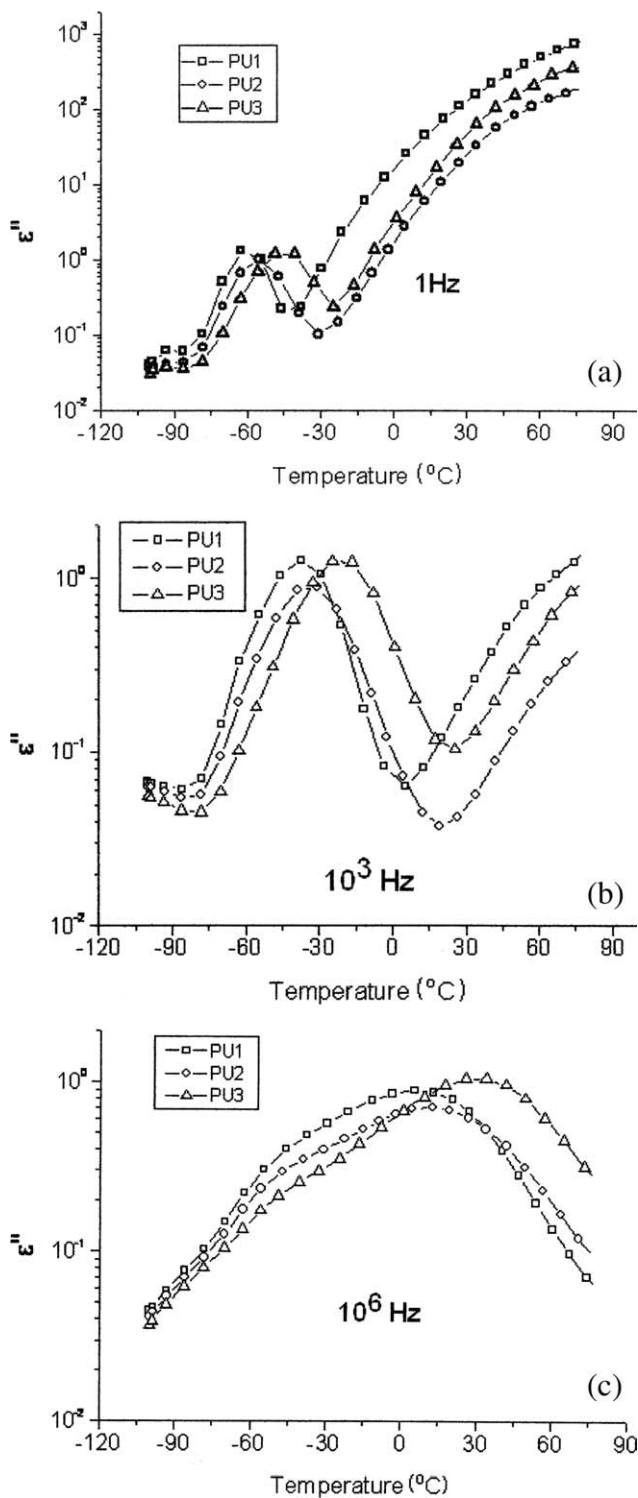 10³
PU1
PU2
PU3
10²
10¹
10⁰
10⁻¹
10⁻²
ε"
1Hz
(a)
-120 -90 -60 -30 0 30 60 90
Temperature (ºC)
PU1
PU2
PU3
10⁰
10⁻¹
10⁻²
ε"
10³ Hz
(b)
-120 -90 -60 -30 0 30 60 90
Temperature (ºC)
PU1
PU2
PU3
10⁰
10⁻¹
10⁻²
ε"
10⁶ Hz
(c)
-120 -90 -60 -30 0 30 60 90
Temperature (ºC)